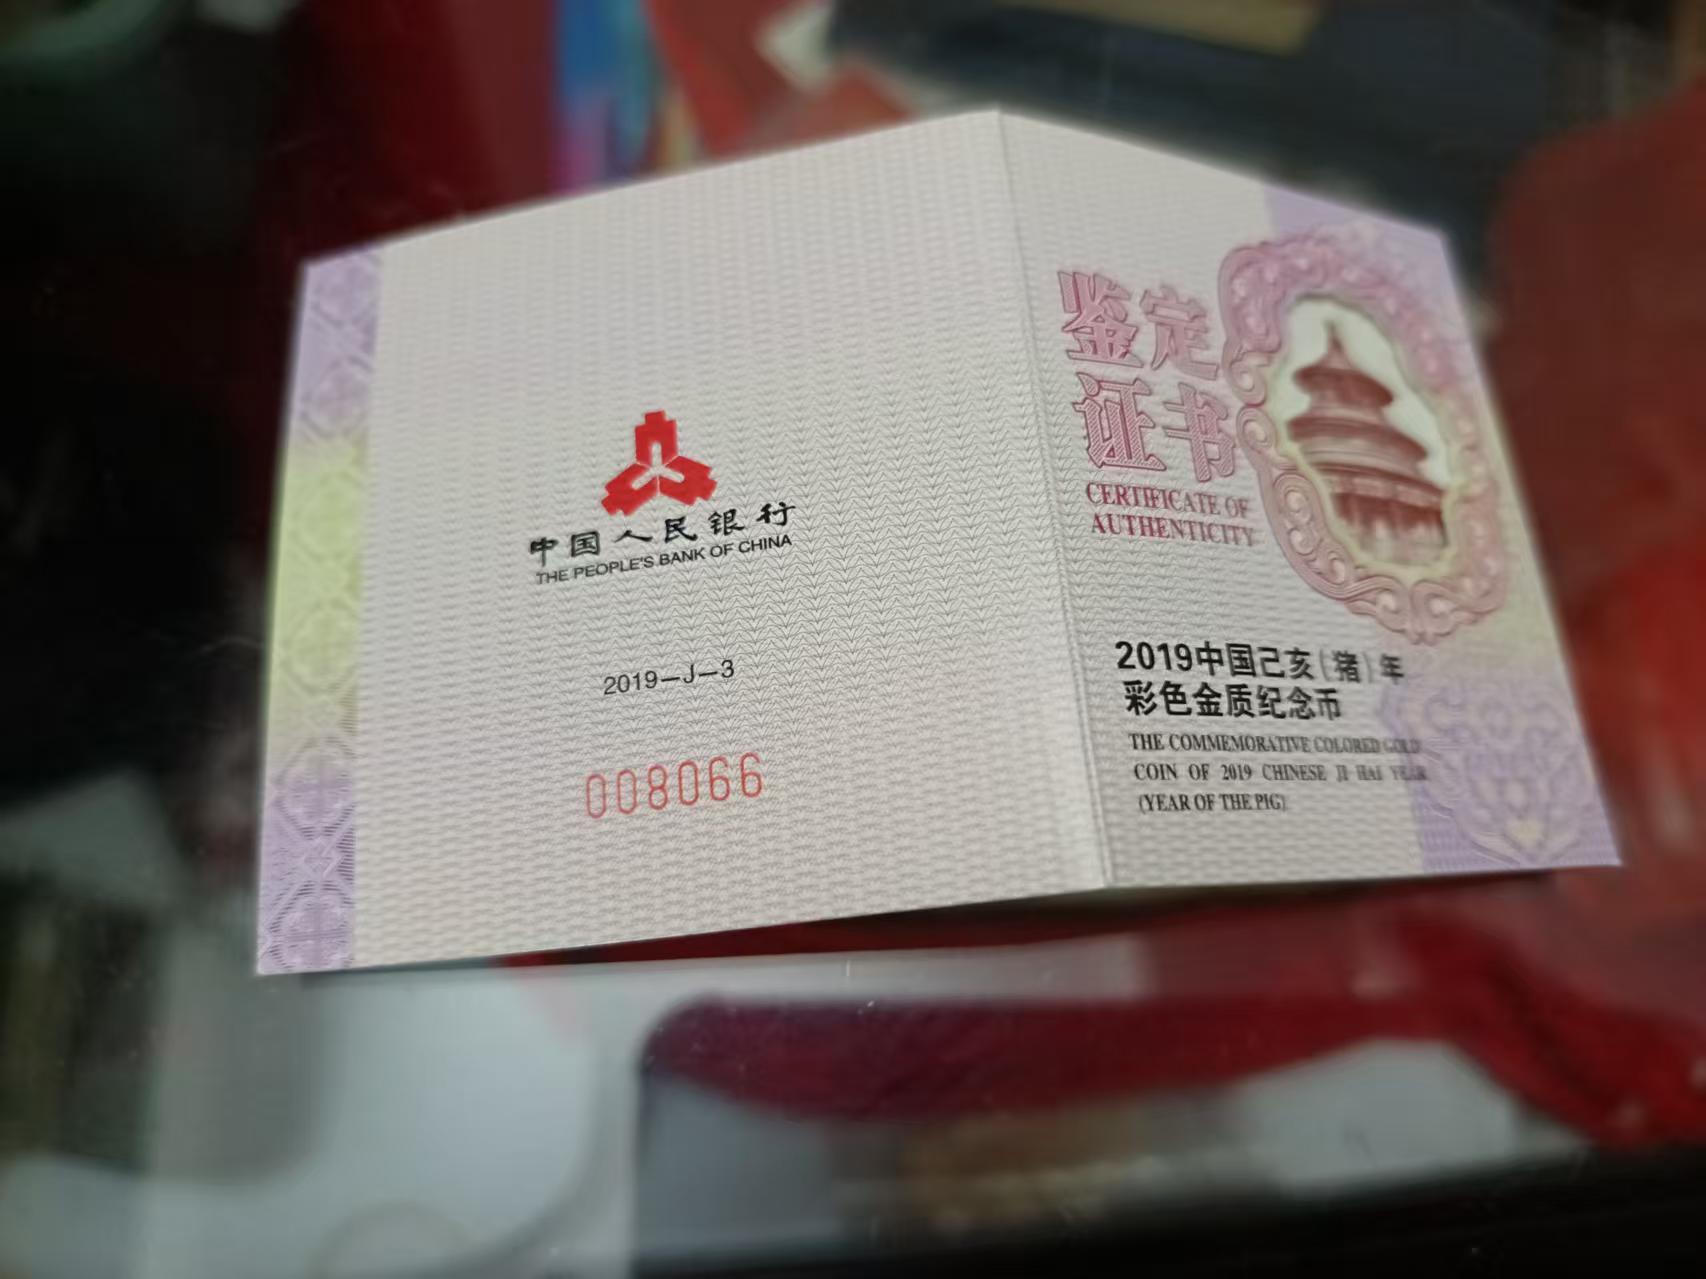 中国人民银行
THE PEOPLE'S BANK OF CHINA
2019-J-3
008066
鉴定
证书
CERTIFICATE OF
AUTHENTICITY
2019中国己亥(猪)年
彩色金质纪念币
THE COMMEMORATIVE COLORED GOLD
COIN OF 2019 CHINESE JI HAI YEAR
(YEAR OF THE PIG)